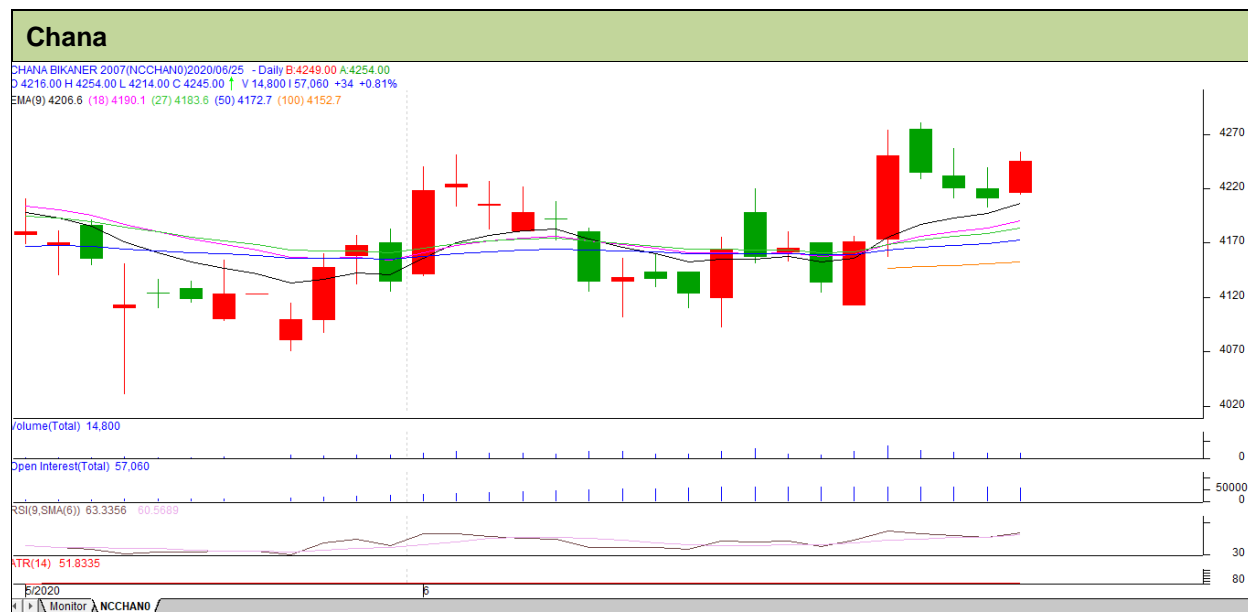 Chana
CHANA BIKANER 2007(NCCHAN0)2020/06/25 - Daily B:4249.00 A:4254.00
O 4216.00 H 4254.00 L 4214.00 C 4245.00 ↑ V 14,800 I 57,060 +34 +0.81%
EMA(9) 4206.6 (18) 4190.1 (27) 4183.6 (50) 4172.7 (100) 4152.7
4270
4220
4170
4120
4070
4020
Volume(Total) 14,800
0
Open Interest(Total) 57,060
50000
0
RSI(9,SMA(6)) 63.3356 60.5689
30
ATR(14) 51.8335
80
5/2020 6
Monitor NCCHAN0